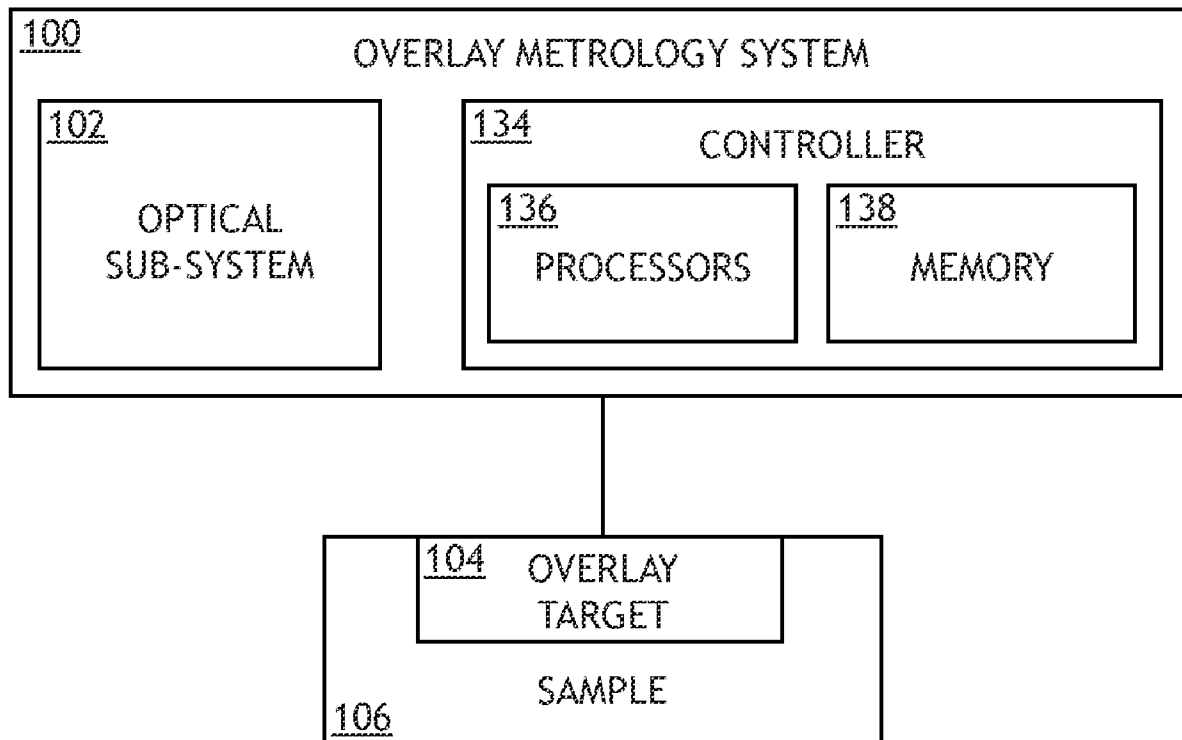 100
OVERLAY METROLOGY SYSTEM
102
OPTICAL
SUB-SYSTEM
134
CONTROLLER
136
PROCESSORS
138
MEMORY
104
OVERLAY
TARGET
SAMPLE
106